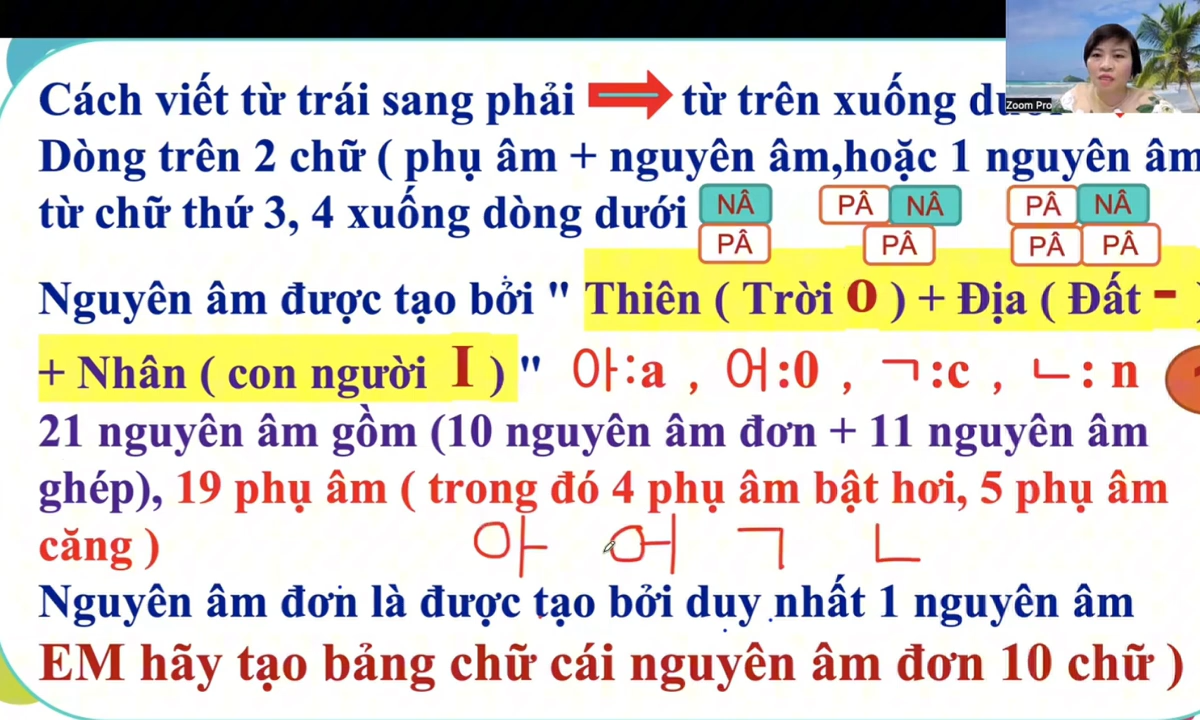 Cách viết từ trái sang phải từ trên xuống
Zoom Pro
Dòng trên 2 chữ ( phụ âm + nguyên âm,hoặc 1 nguyên âm
từ chữ thứ 3, 4 xuống dòng dưới
NÂ PÂ NÂ PÂ NÂ
PÂ PÂ PÂ PÂ
Nguyên âm được tạo bởi " Thiên ( Trời O ) + Địa ( Đất - )
+ Nhân ( con người I ) " 아:a , 어:0 , ㄱ:c , ㄴ: n
21 nguyên âm gồm (10 nguyên âm đơn + 11 nguyên âm
ghép), 19 phụ âm ( trong đó 4 phụ âm bật hơi, 5 phụ âm
căng )
아 어 ㄱ ㄴ
Nguyên âm đơn là được tạo bởi duy nhất 1 nguyên âm
EM hãy tạo bảng chữ cái nguyên âm đơn 10 chữ )